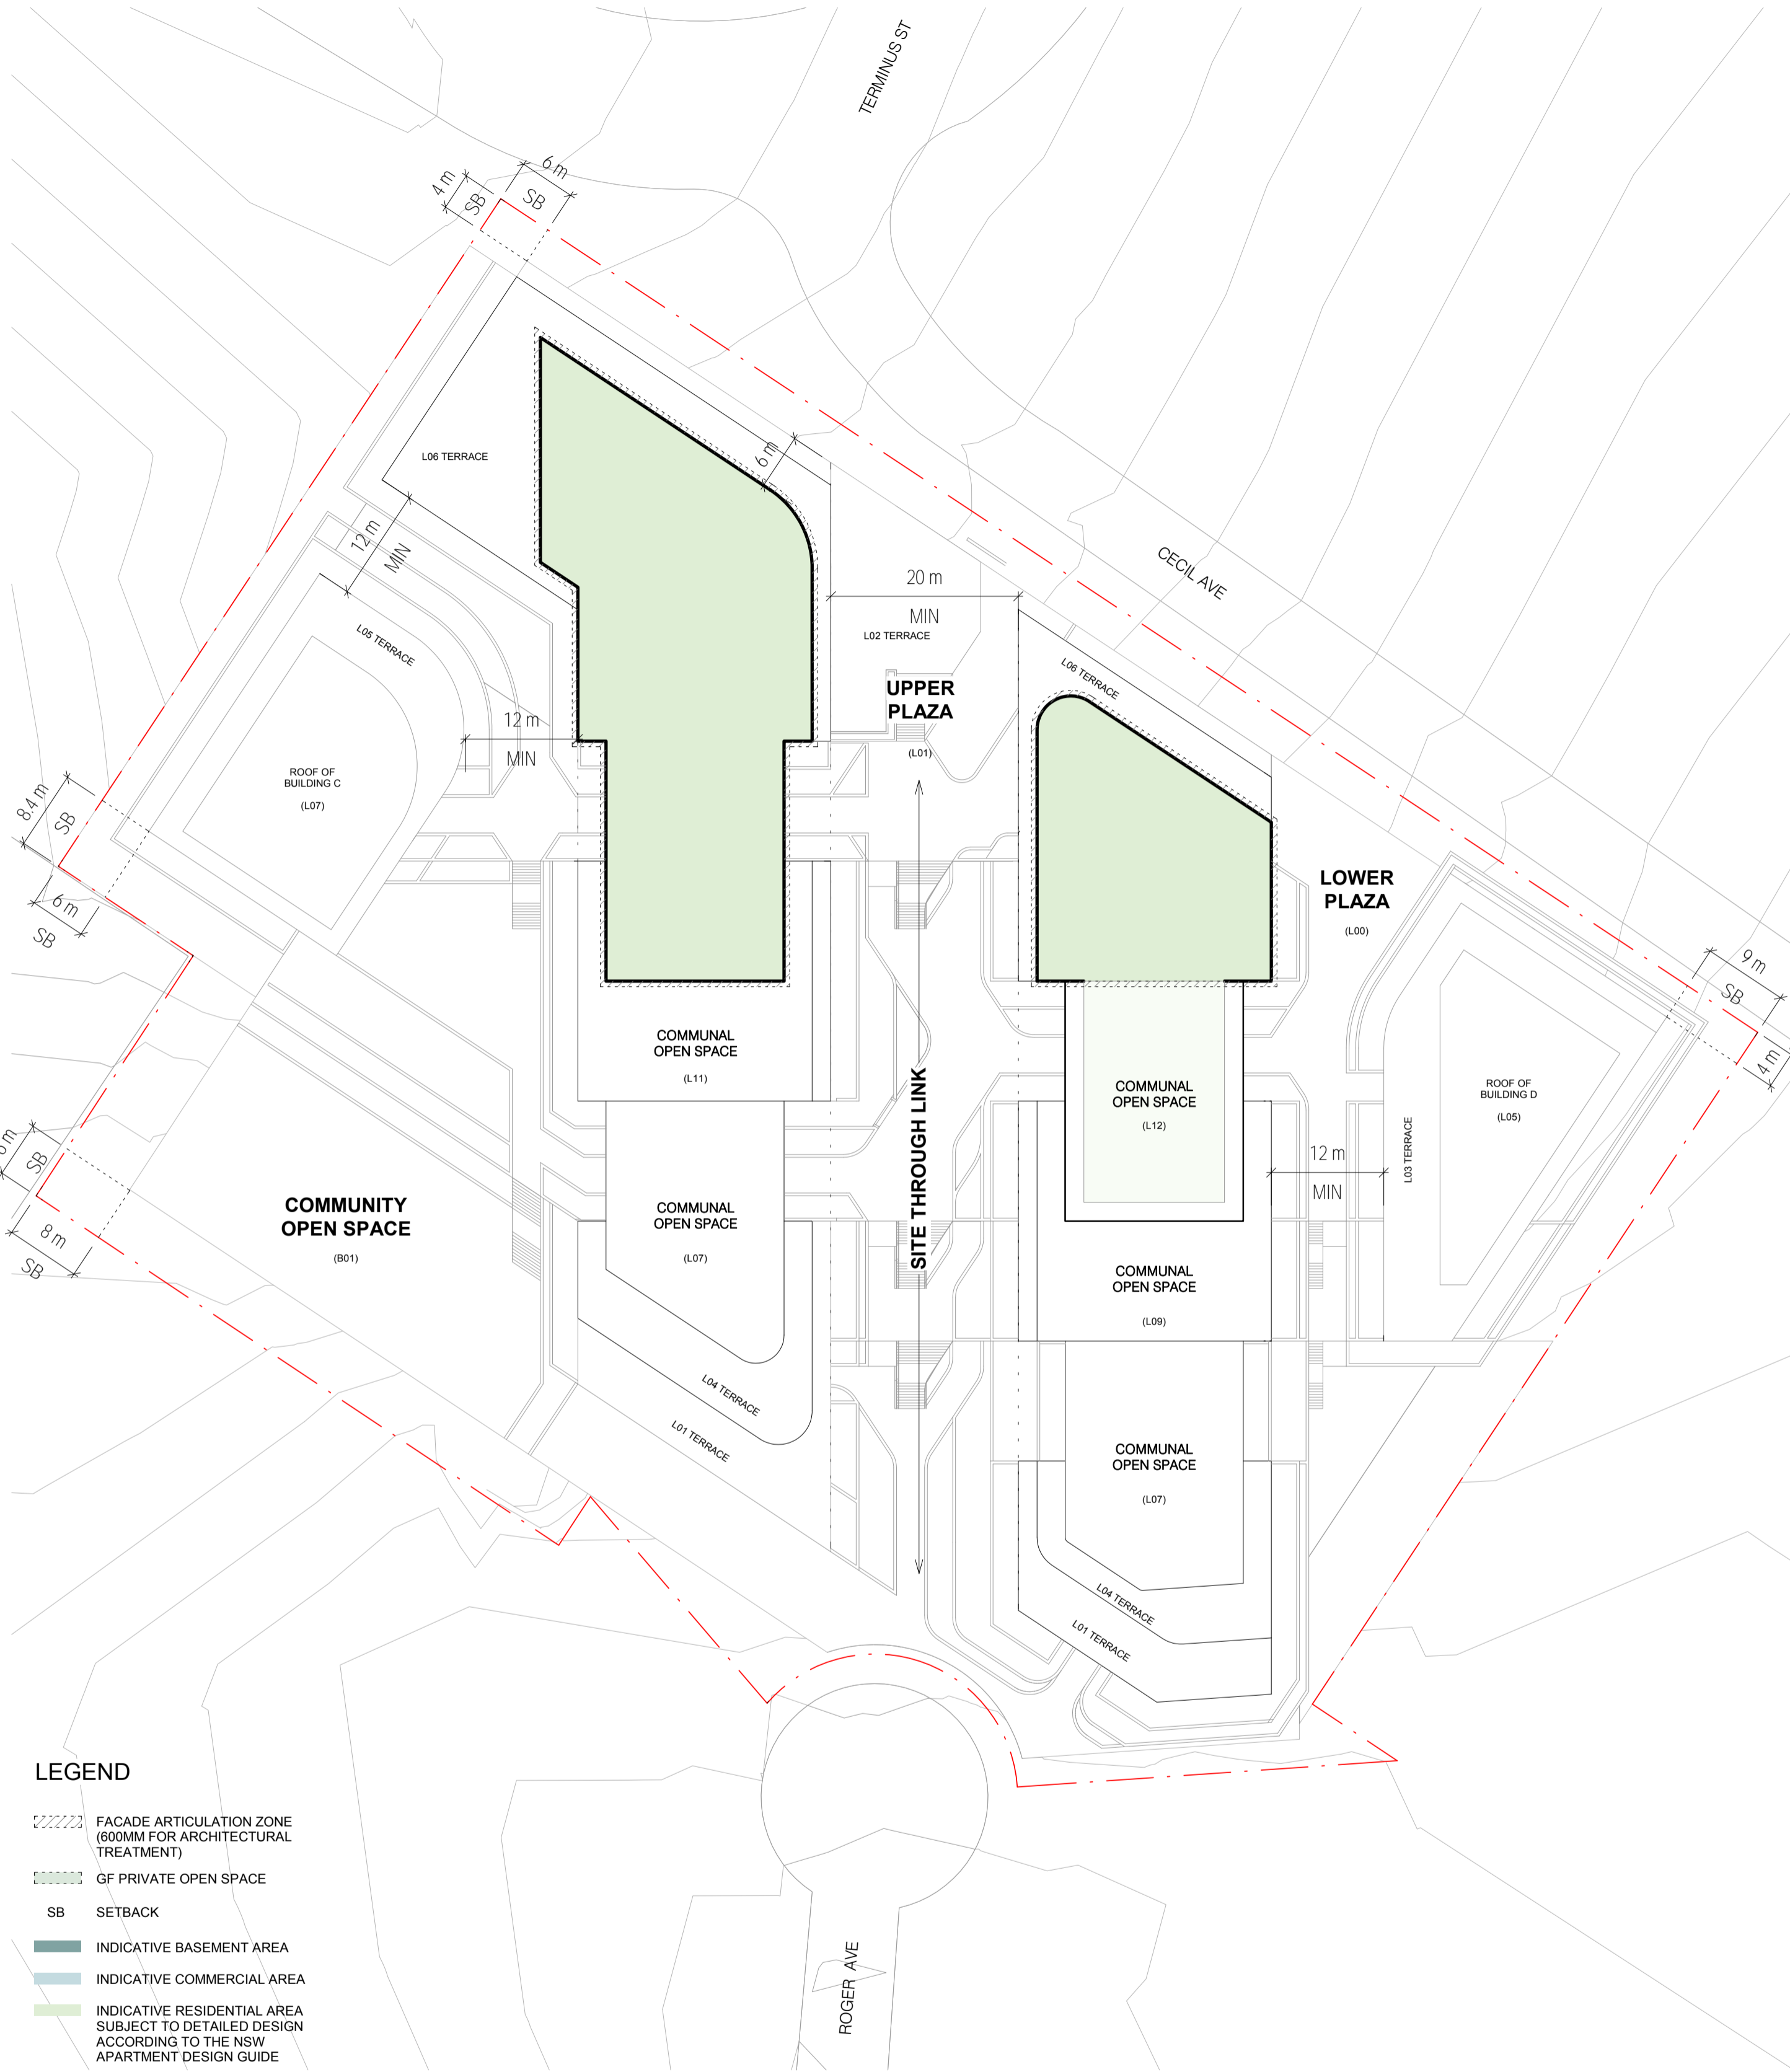 TERMINUS ST
6 m
SB
4 m
SB
L06 TERRACE
6 m
12 m
MIN
CECIL AVE
20 m
MIN
L02 TERRACE
L05 TERRACE
UPPER
PLAZA
(L01)
L06 TERRACE
12 m
MIN
ROOF OF
BUILDING C
(L07)
8.4 m
SB
6 m
SB
LOWER
PLAZA
(L00)
9 m
SB
4 m
COMMUNAL
OPEN SPACE
(L11)
SITE THROUGH LINK
COMMUNAL
OPEN SPACE
(L12)
ROOF OF
BUILDING D
(L05)
L03 TERRACE
12 m
MIN
SB
8 m
SB
COMMUNITY
OPEN SPACE
(B01)
COMMUNAL
OPEN SPACE
(L07)
COMMUNAL
OPEN SPACE
(L09)
L04 TERRACE
L01 TERRACE
COMMUNAL
OPEN SPACE
(L07)
L04 TERRACE
L01 TERRACE
LEGEND
FACADE ARTICULATION ZONE
(600MM FOR ARCHITECTURAL
TREATMENT)
GF PRIVATE OPEN SPACE
SB SETBACK
INDICATIVE BASEMENT AREA
INDICATIVE COMMERCIAL AREA
INDICATIVE RESIDENTIAL AREA
SUBJECT TO DETAILED DESIGN
ACCORDING TO THE NSW
APARTMENT DESIGN GUIDE
ROGER AVE